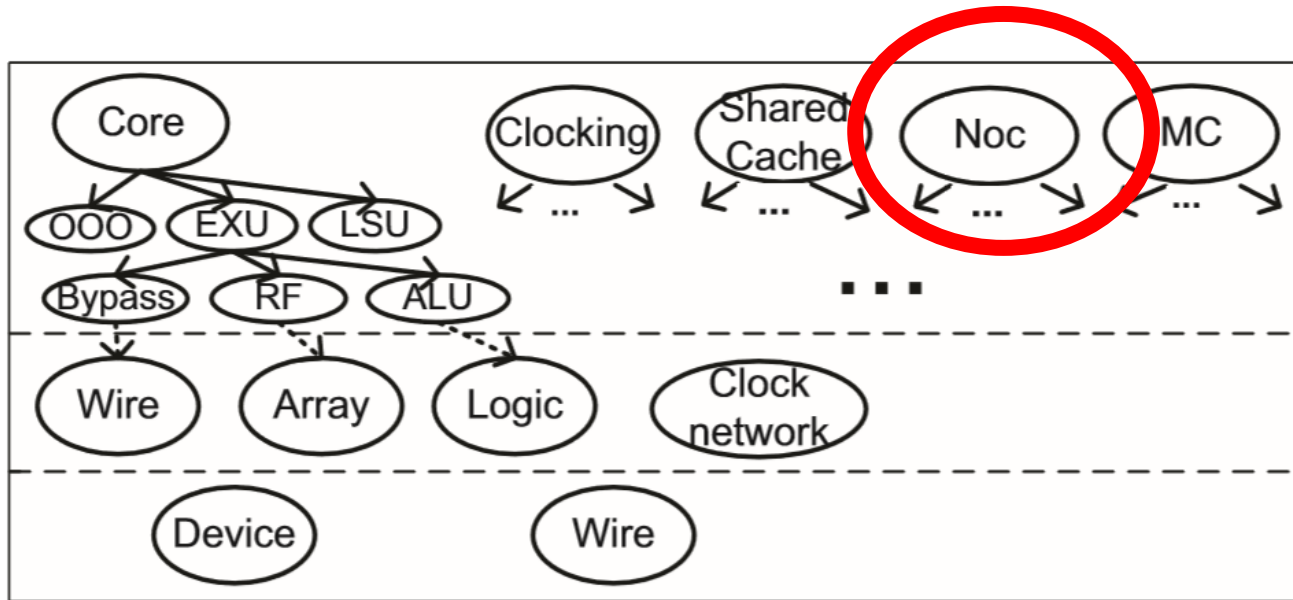 Core
Clocking
Shared
Cache
Noc
MC
OOO
EXU
LSU
...
...
...
...
Bypass
RF
ALU
...
Wire
Array
Logic
Clock
network
Device
Wire